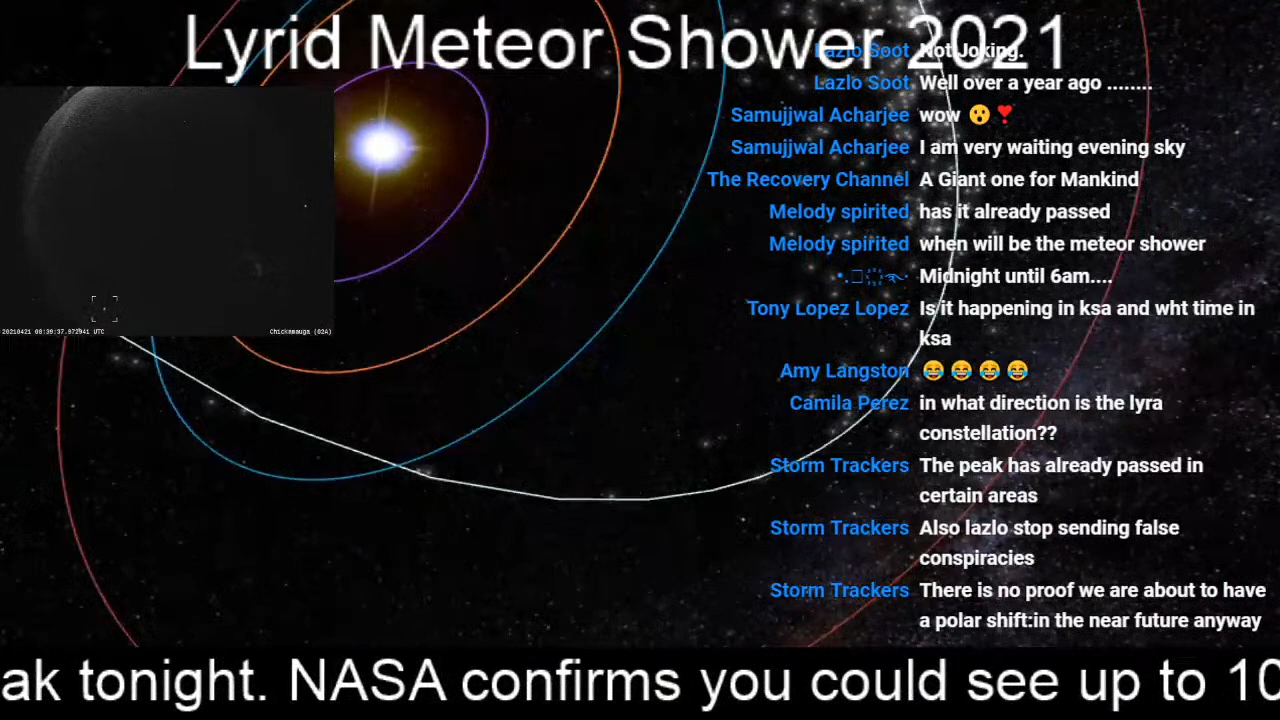 Lyrid Meteor Shower 2021
Lazlo Soot Not Joking.
Lazlo Soot Well over a year ago ........
Samujjwal Acharjee wow 😮 ❣️
Samujjwal Acharjee I am very waiting evening sky
The Recovery Channel A Giant one for Mankind
Melody spirited has it already passed
Melody spirited when will be the meteor shower
Midnight until 6am....
Tony Lopez Lopez Is it happening in ksa and wht time in
ksa
Amy Langston 😂 😂 😂 😂
Camila Perez in what direction is the lyra
constellation??
Storm Trackers The peak has already passed in
certain areas
Storm Trackers Also lazlo stop sending false
conspiracies
Storm Trackers There is no proof we are about to have
a polar shift:in the near future anyway
UTC
Chickamauga (02A)
ak tonight. NASA confirms you could see up to 10